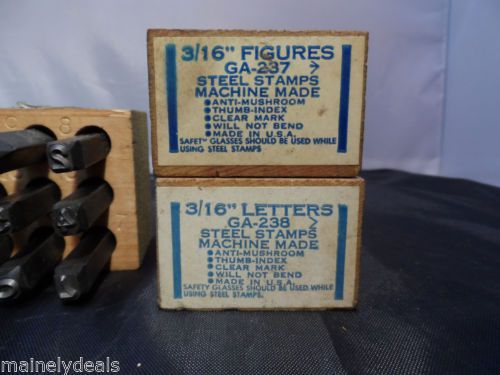 3/16" FIGURES
GA-237
STEEL STAMPS
MACHINE MADE
• ANTI-MUSHROOM
• THUMB-INDEX
• CLEAR MARK
• WILL NOT BEND
• MADE IN U.S.A.
SAFETY GLASSES SHOULD BE USED WHILE
USING STEEL STAMPS
3/16" LETTERS
GA-238
STEEL STAMPS
MACHINE MADE
• ANTI-MUSHROOM
• THUMB-INDEX
• CLEAR MARK
• WILL NOT BEND
• MADE IN U.S.A.
SAFETY GLASSES SHOULD BE USED WHILE
USING STEEL STAMPS.
8
mainelydeals